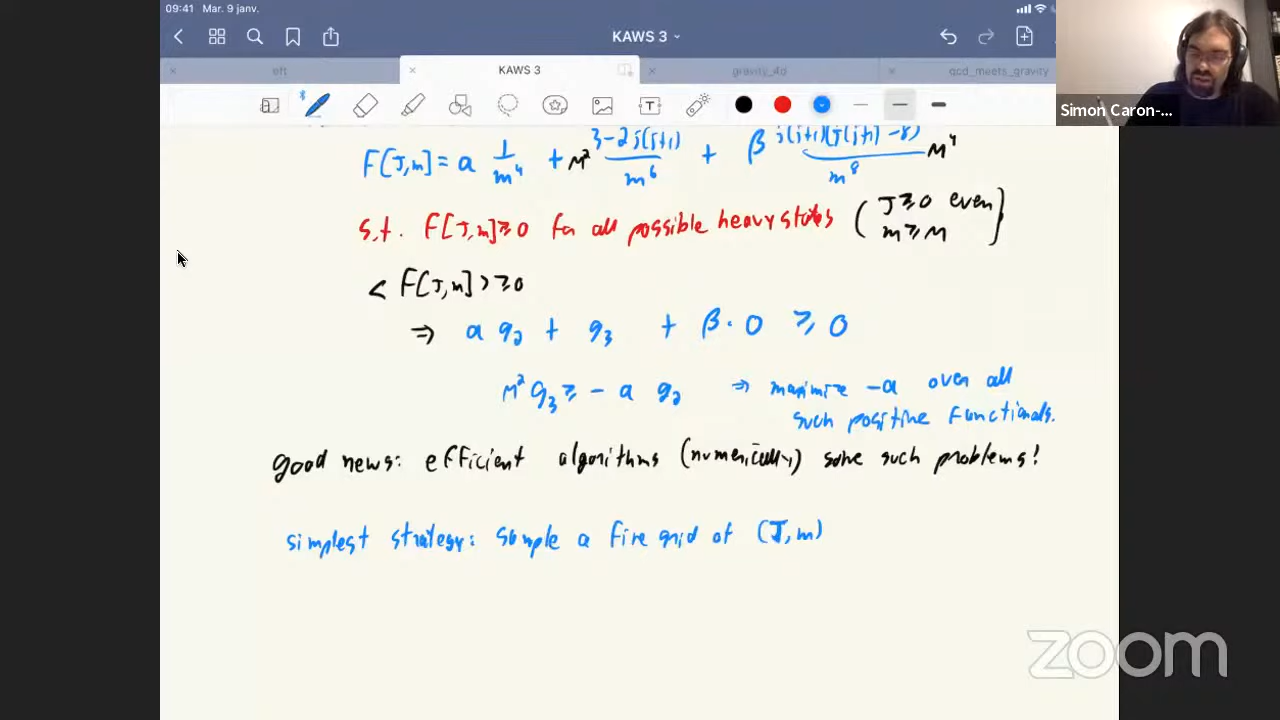 09:41 Mar. 9 janv.
KAWS 3
eft
KAWS 3
gravity_4d
qcd_meets_gravity
Simon Caron-...
F[J,m] = a 1/m⁴ + M² (3-2j(j+1))/m⁶ + β (j(j+1)(j(j+1)-8))/m⁸ M⁴
s.t. F[J,m] ≥ 0 for all possible heavy states ( J ≥ 0 even
m ≥ M )
< F[J,m] > ≥ 0
⇒ a g₂ + g₃ + β · 0 ≥ 0
M² g₃ ≥ - a g₂ ⇒ maximize -a over all
such positive functionals.
good news: efficient algorithms (numerically) solve such problems!
simplest strategy: sample a fine grid of (J,m)
zoom